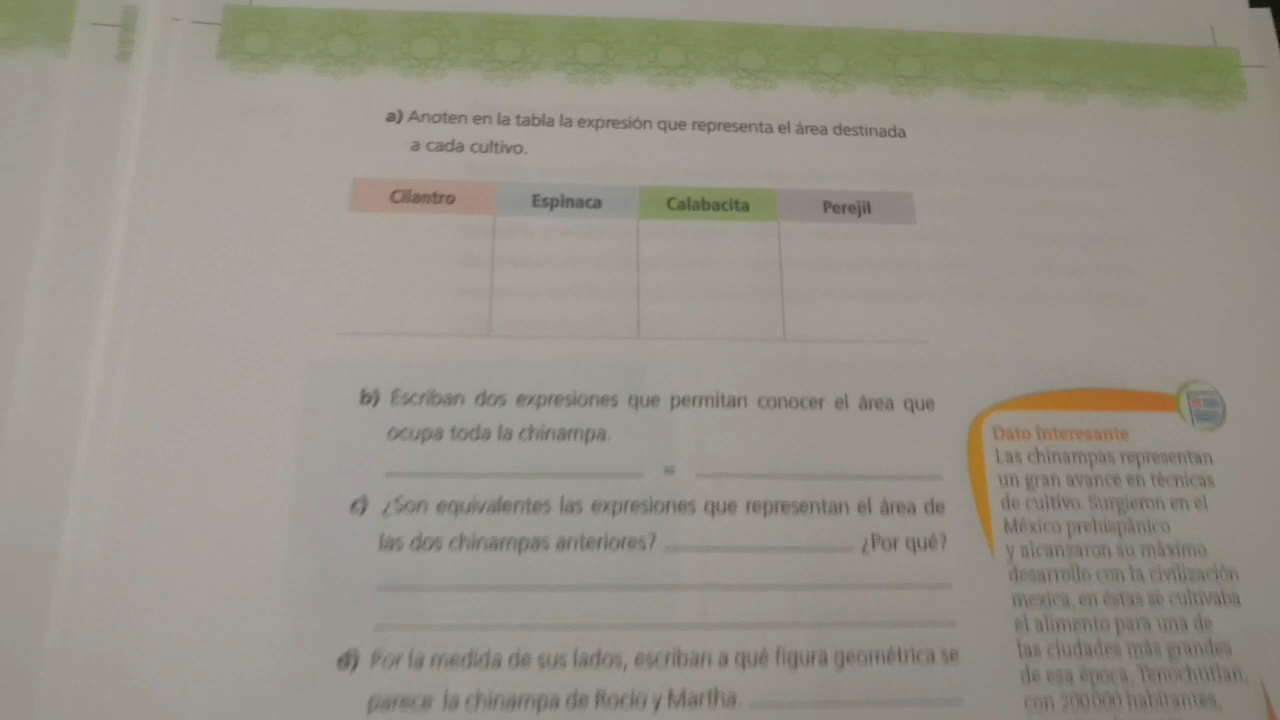 a) Anoten en la tabla la expresión que representa el área destinada
a cada cultivo.
Cilantro Espinaca Calabacita Perejil
b) Escriban dos expresiones que permitan conocer el área que
ocupa toda la chinampa.
=
c) ¿Son equivalentes las expresiones que representan el área de
las dos chinampas anteriores? ¿Por qué?
d) Por la medida de sus lados, escriban a qué figura geométrica se
parece la chinampa de Rocío y Martha.
Dato interesante
Las chinampas representan
un gran avance en técnicas
de cultivo. Surgieron en el
México prehispánico
y alcanzaron su máximo
desarrollo con la civilización
mexica, en éstas se cultivaba
el alimento para una de
las ciudades más grandes
de esa época, Tenochtitlan,
con 200 000 habitantes,